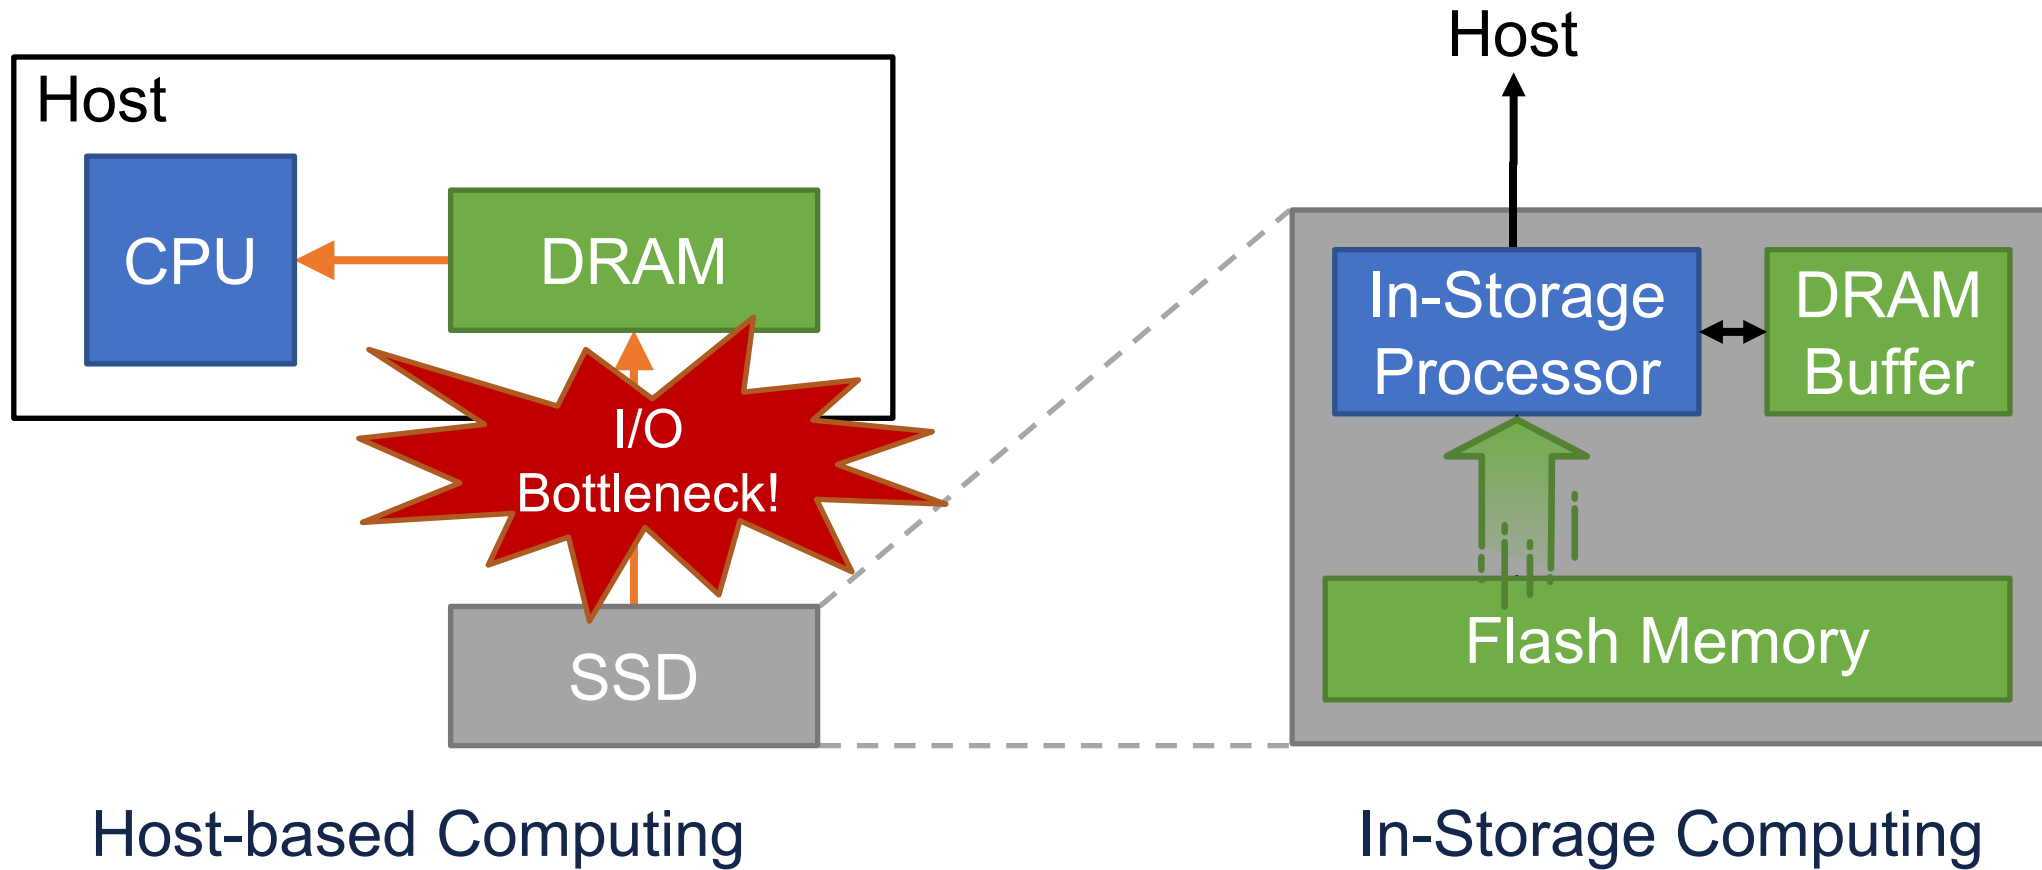 Host
CPU
DRAM
I/O
Bottleneck!
SSD
Host-based Computing
Host
In-Storage
Processor
DRAM
Buffer
Flash Memory
In-Storage Computing